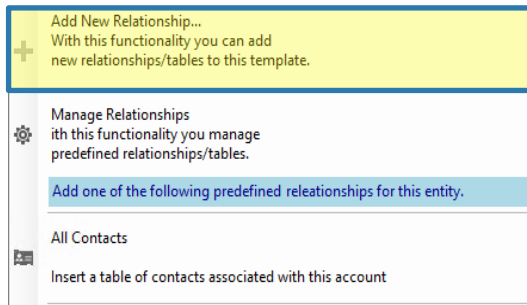 Add New Relationship...
With this functionality you can add
new relationships/tables to this template.
Manage Relationships
ith this functionality you manage
predefined relationships/tables.
Add one of the following predefined releationships for this entity.
All Contacts
Insert a table of contacts associated with this account